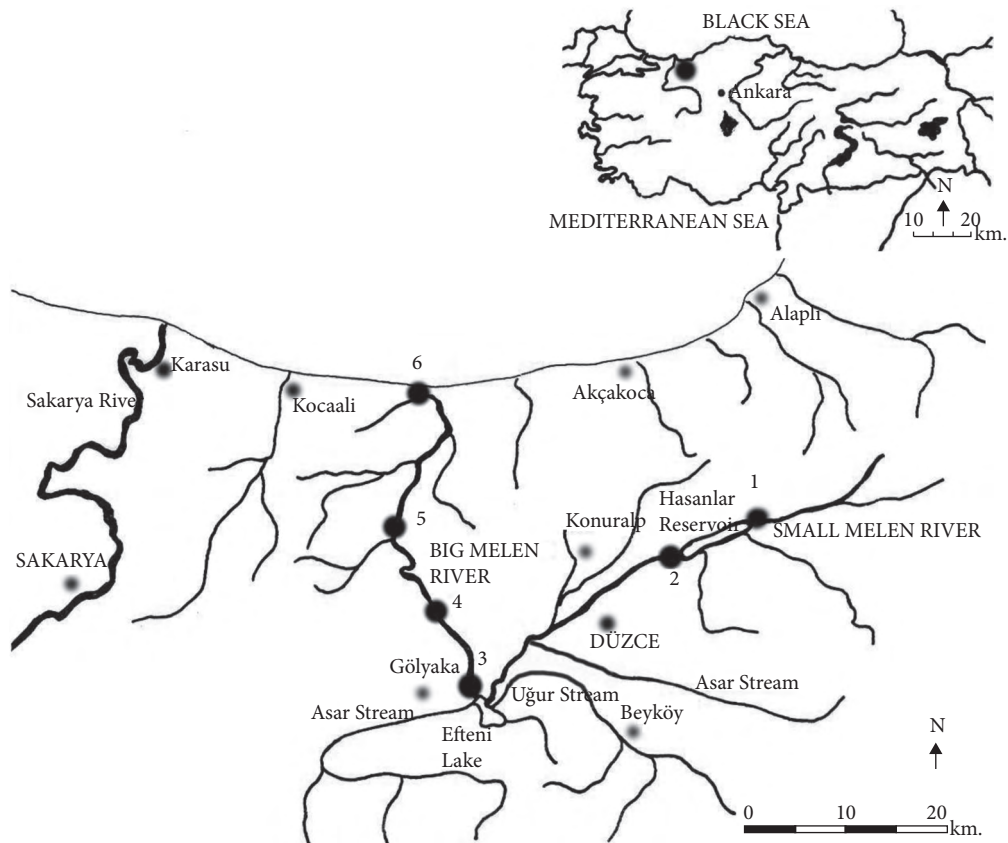 BLACK SEA
Ankara
MEDITERRANEAN SEA
N
10 20
km.
Alaplı
6
Karasu
Sakarya River
Kocaali
Akçakoca
1
Hasanlar
Reservoir
SMALL MELEN RIVER
5
Konuralp
BIG MELEN
RIVER
2
SAKARYA
4
DÜZCE
3
Gölyaka
Asar Stream
Uğur Stream
Asar Stream
Beyköy
Efteni
Lake
N
0 10 20
km.